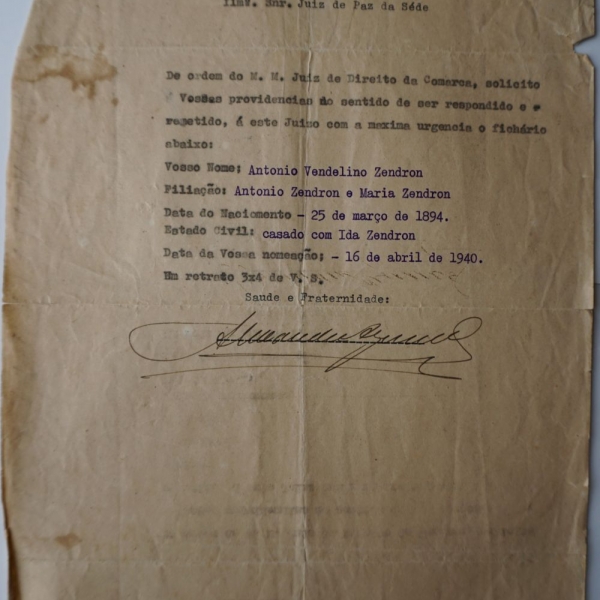 Ilmº. Snr. Juiz de Paz da Séde
De ordem do M. M. Juiz de Direito da Comarca, solicito
Vossas providencias no sentido de ser respondido e
remetido, á este Juizo com a maxima urgencia o fichário
abaixo:
Vosso Nome: Antonio Vendelino Zendron
Filiação: Antonio Zendron e Maria Zendron
Data do Naciomento - 25 de março de 1894.
Estado Civil: casado com Ida Zendron
Data da Vossa nomeação; - 16 de abril de 1940.
Um retrato 3x4 de V. S.
Saude e Fraternidade: